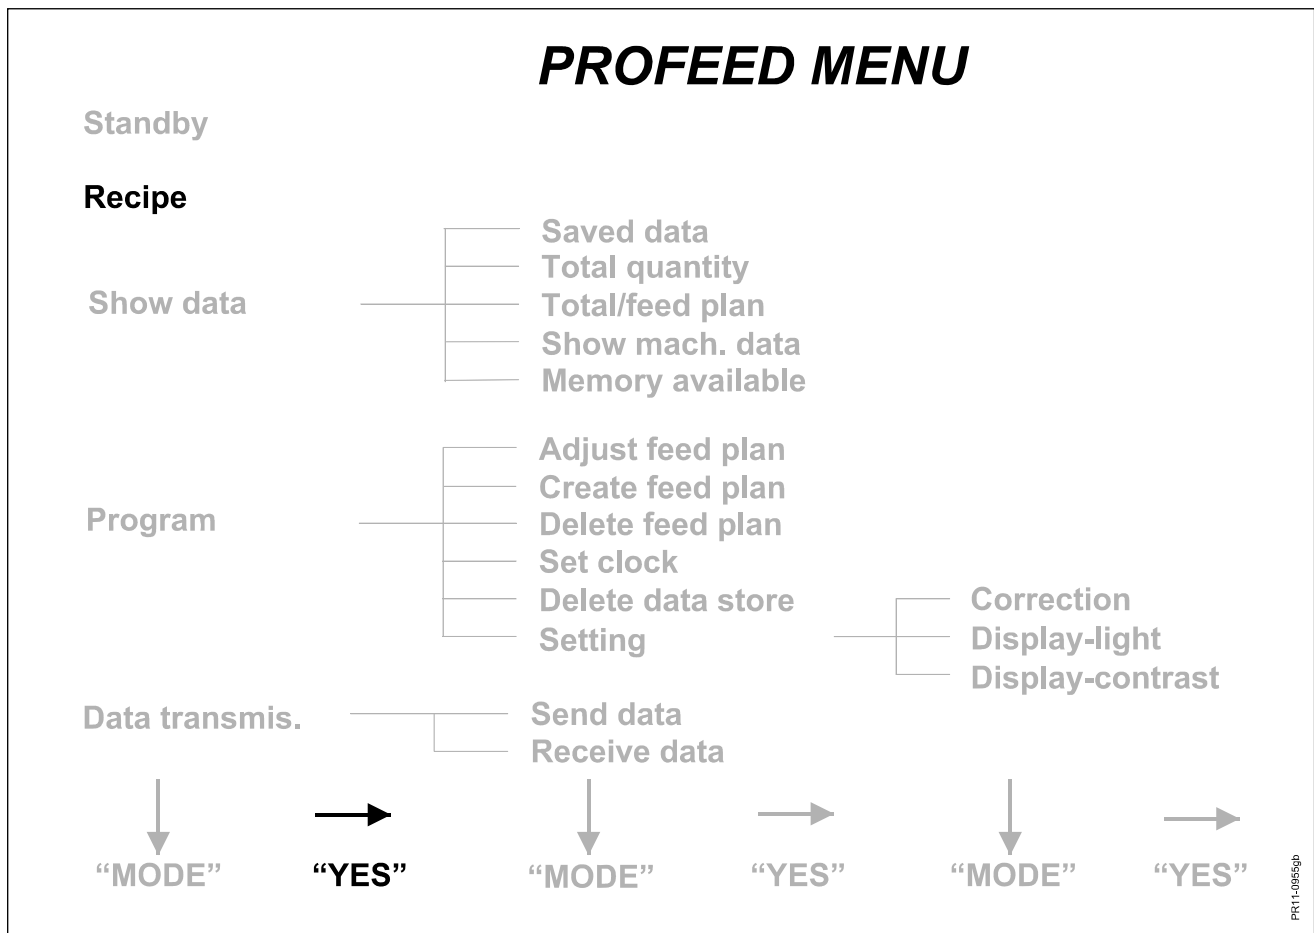 PROFEED MENU
Standby
Recipe
Show data
Saved data
Total quantity
Total/feed plan
Show mach. data
Memory available
Program
Adjust feed plan
Create feed plan
Delete feed plan
Set clock
Delete data store
Setting
Correction
Display-light
Display-contrast
Data transmis.
Send data
Receive data
“MODE” “YES” “MODE” “YES” “MODE” “YES”
PR11-0955gb